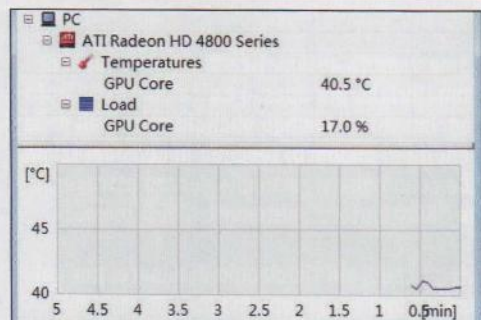 PC
ATI Radeon HD 4800 Series
Temperatures
GPU Core 40.5 °C
Load
GPU Core 17.0 %
[°C]
45
40
5 4.5 4 3.5 3 2.5 2 1.5 1 0.5 [min]